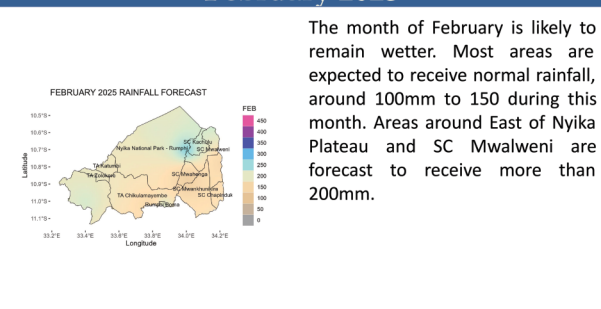 The month of February is likely to
remain wetter. Most areas are
expected to receive normal rainfall,
around 100mm to 150 during this
month. Areas around East of Nyika
Plateau and SC Mwalweni are
forecast to receive more than
200mm.
FEBRUARY 2025 RAINFALL FORECAST
FEB
450
400
350
300
250
200
150
100
50
0
10.5°S
10.6°S
10.7°S
10.8°S
10.9°S
11.0°S
11.1°S
Latitude
SC Kachulu
Nyika National Park - Rumphi
SC Mwalweni
TA Katumbi
SC Mwahenga
TA Zolokere
SC Mwankhunikira
TA Chikulamayembe
SC Chapinduk
Rumphi Boma
33.2°E
33.4°E
33.6°E
33.8°E
34.0°E
34.2°E
Longitude